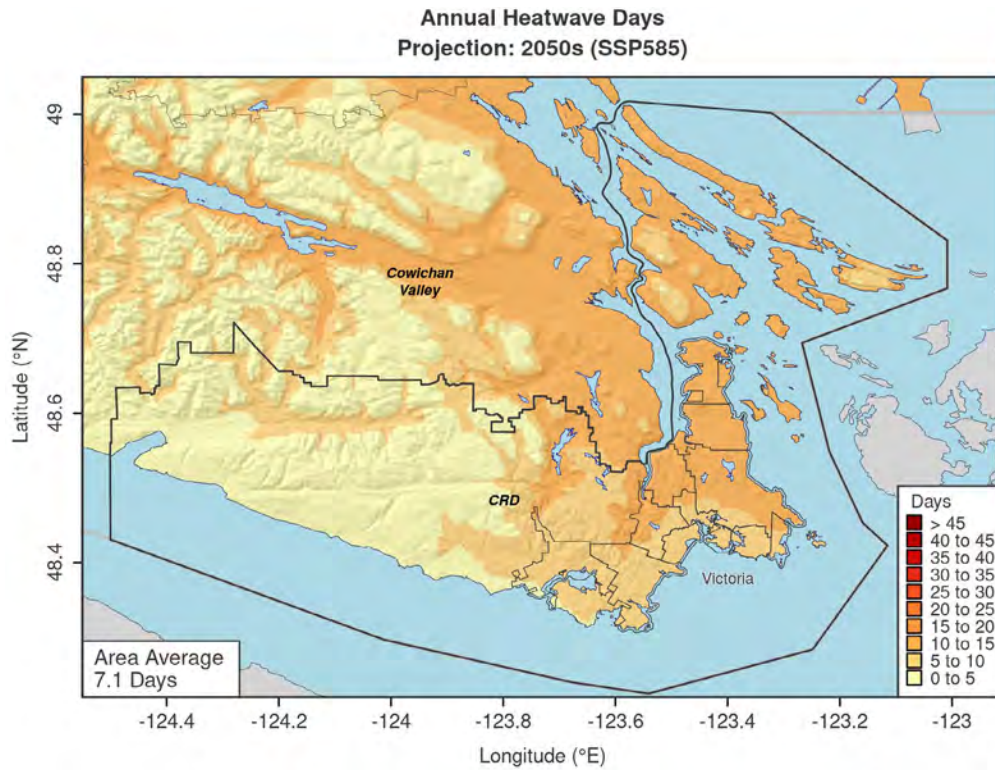 Annual Heatwave Days
Projection: 2050s (SSP585)
Latitude (°N)
49
48.8
48.6
48.4
Cowichan
Valley
CRD
Victoria
Days
> 45
40 to 45
35 to 40
30 to 35
25 to 30
20 to 25
15 to 20
10 to 15
5 to 10
0 to 5
Area Average
7.1 Days
-124.4
-124.2
-124
-123.8
-123.6
-123.4
-123.2
-123
Longitude (°E)